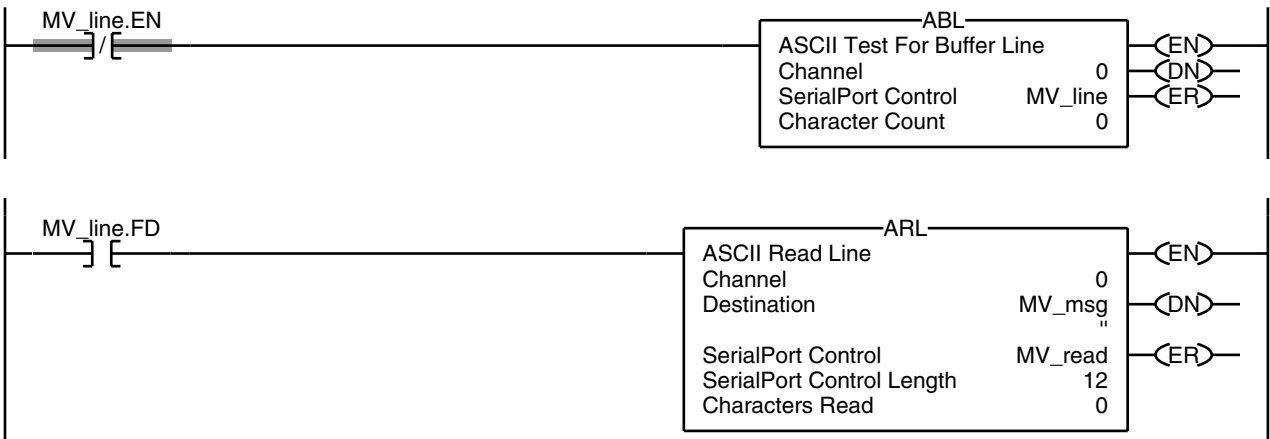 MV_line.EN
/
ABL
ASCII Test For Buffer Line
EN
Channel 0
DN
SerialPort Control MV_line
ER
Character Count 0
MV_line.FD
ARL
ASCII Read Line
EN
Channel 0
Destination MV_msg
DN
''
SerialPort Control MV_read
ER
SerialPort Control Length 12
Characters Read 0